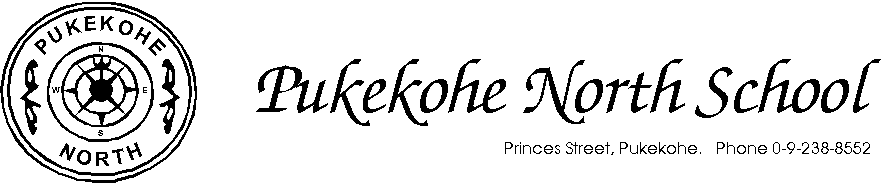 PUKEKOHE
N
W E
S
NORTH
Pukekohe North School
Princes Street, Pukekohe. Phone 0-9-238-8552